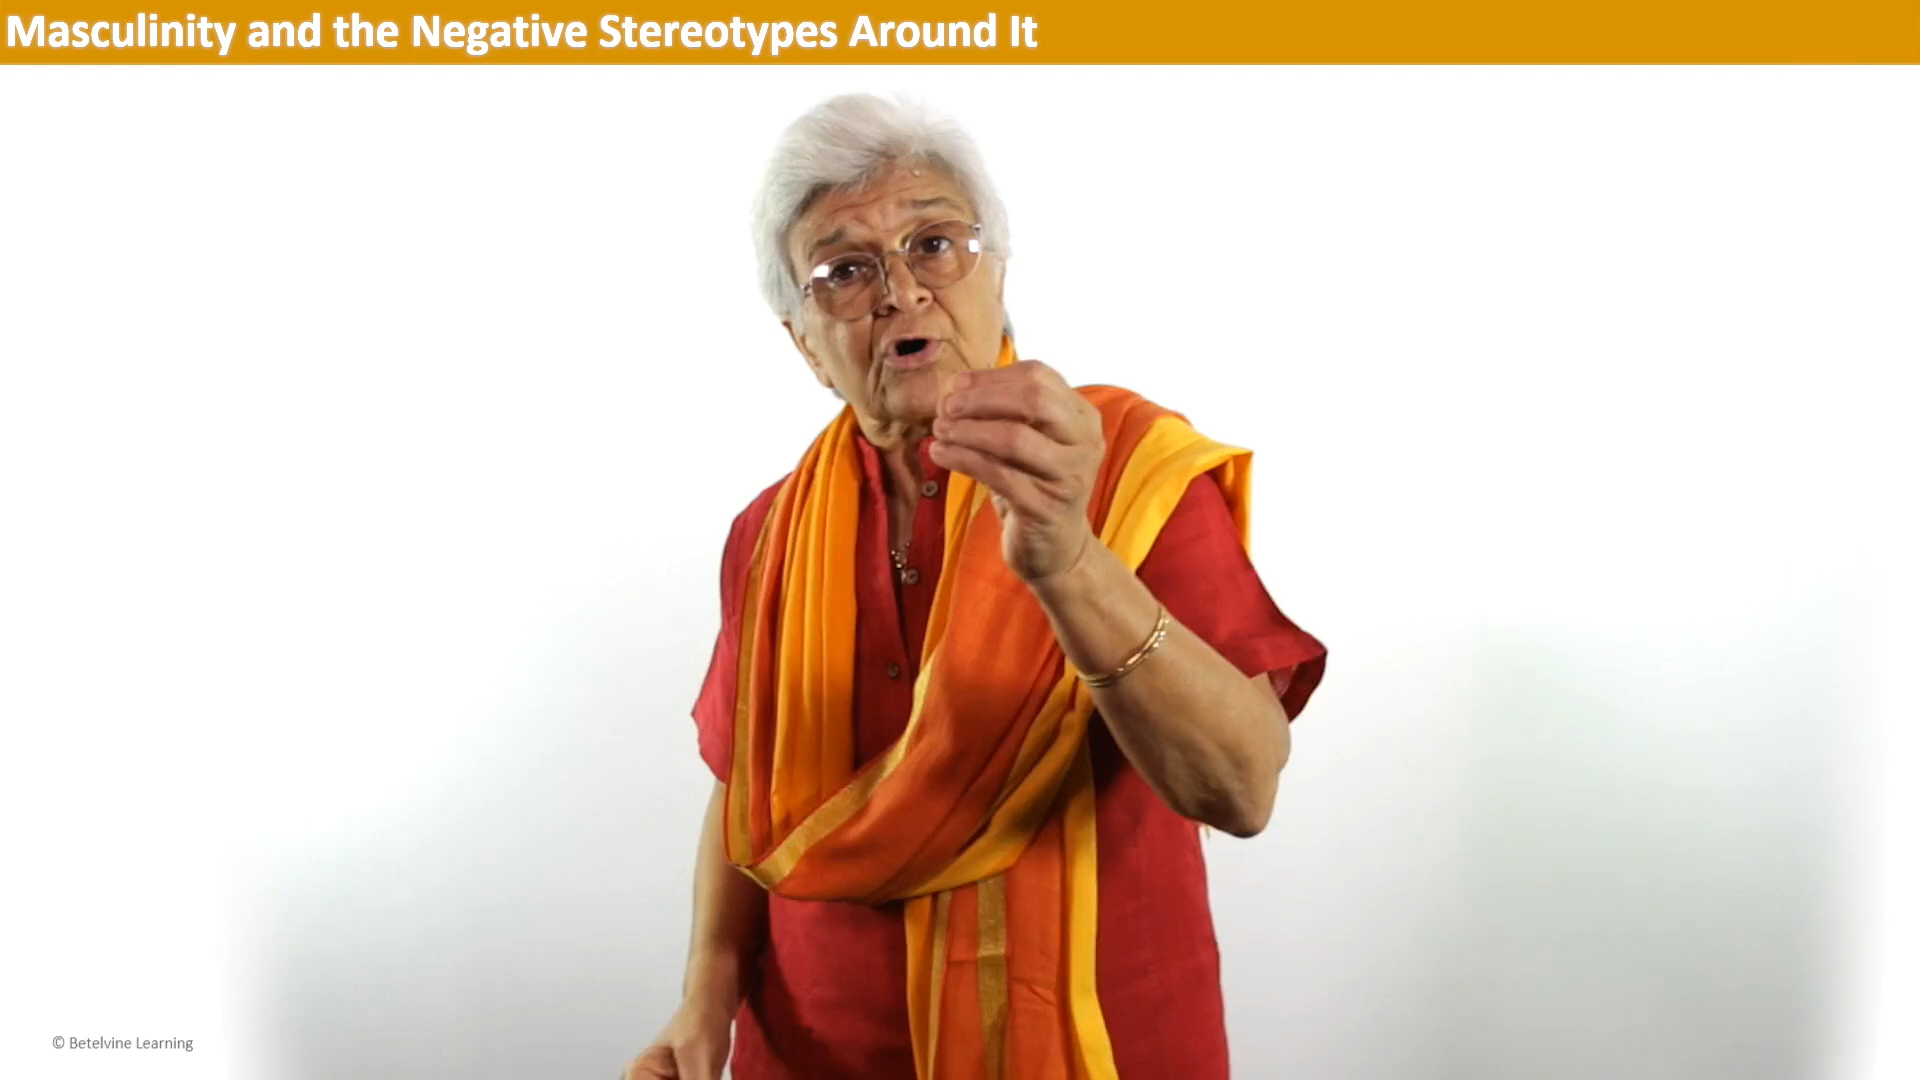 Masculinity and the Negative Stereotypes Around It
© Betelvine Learning